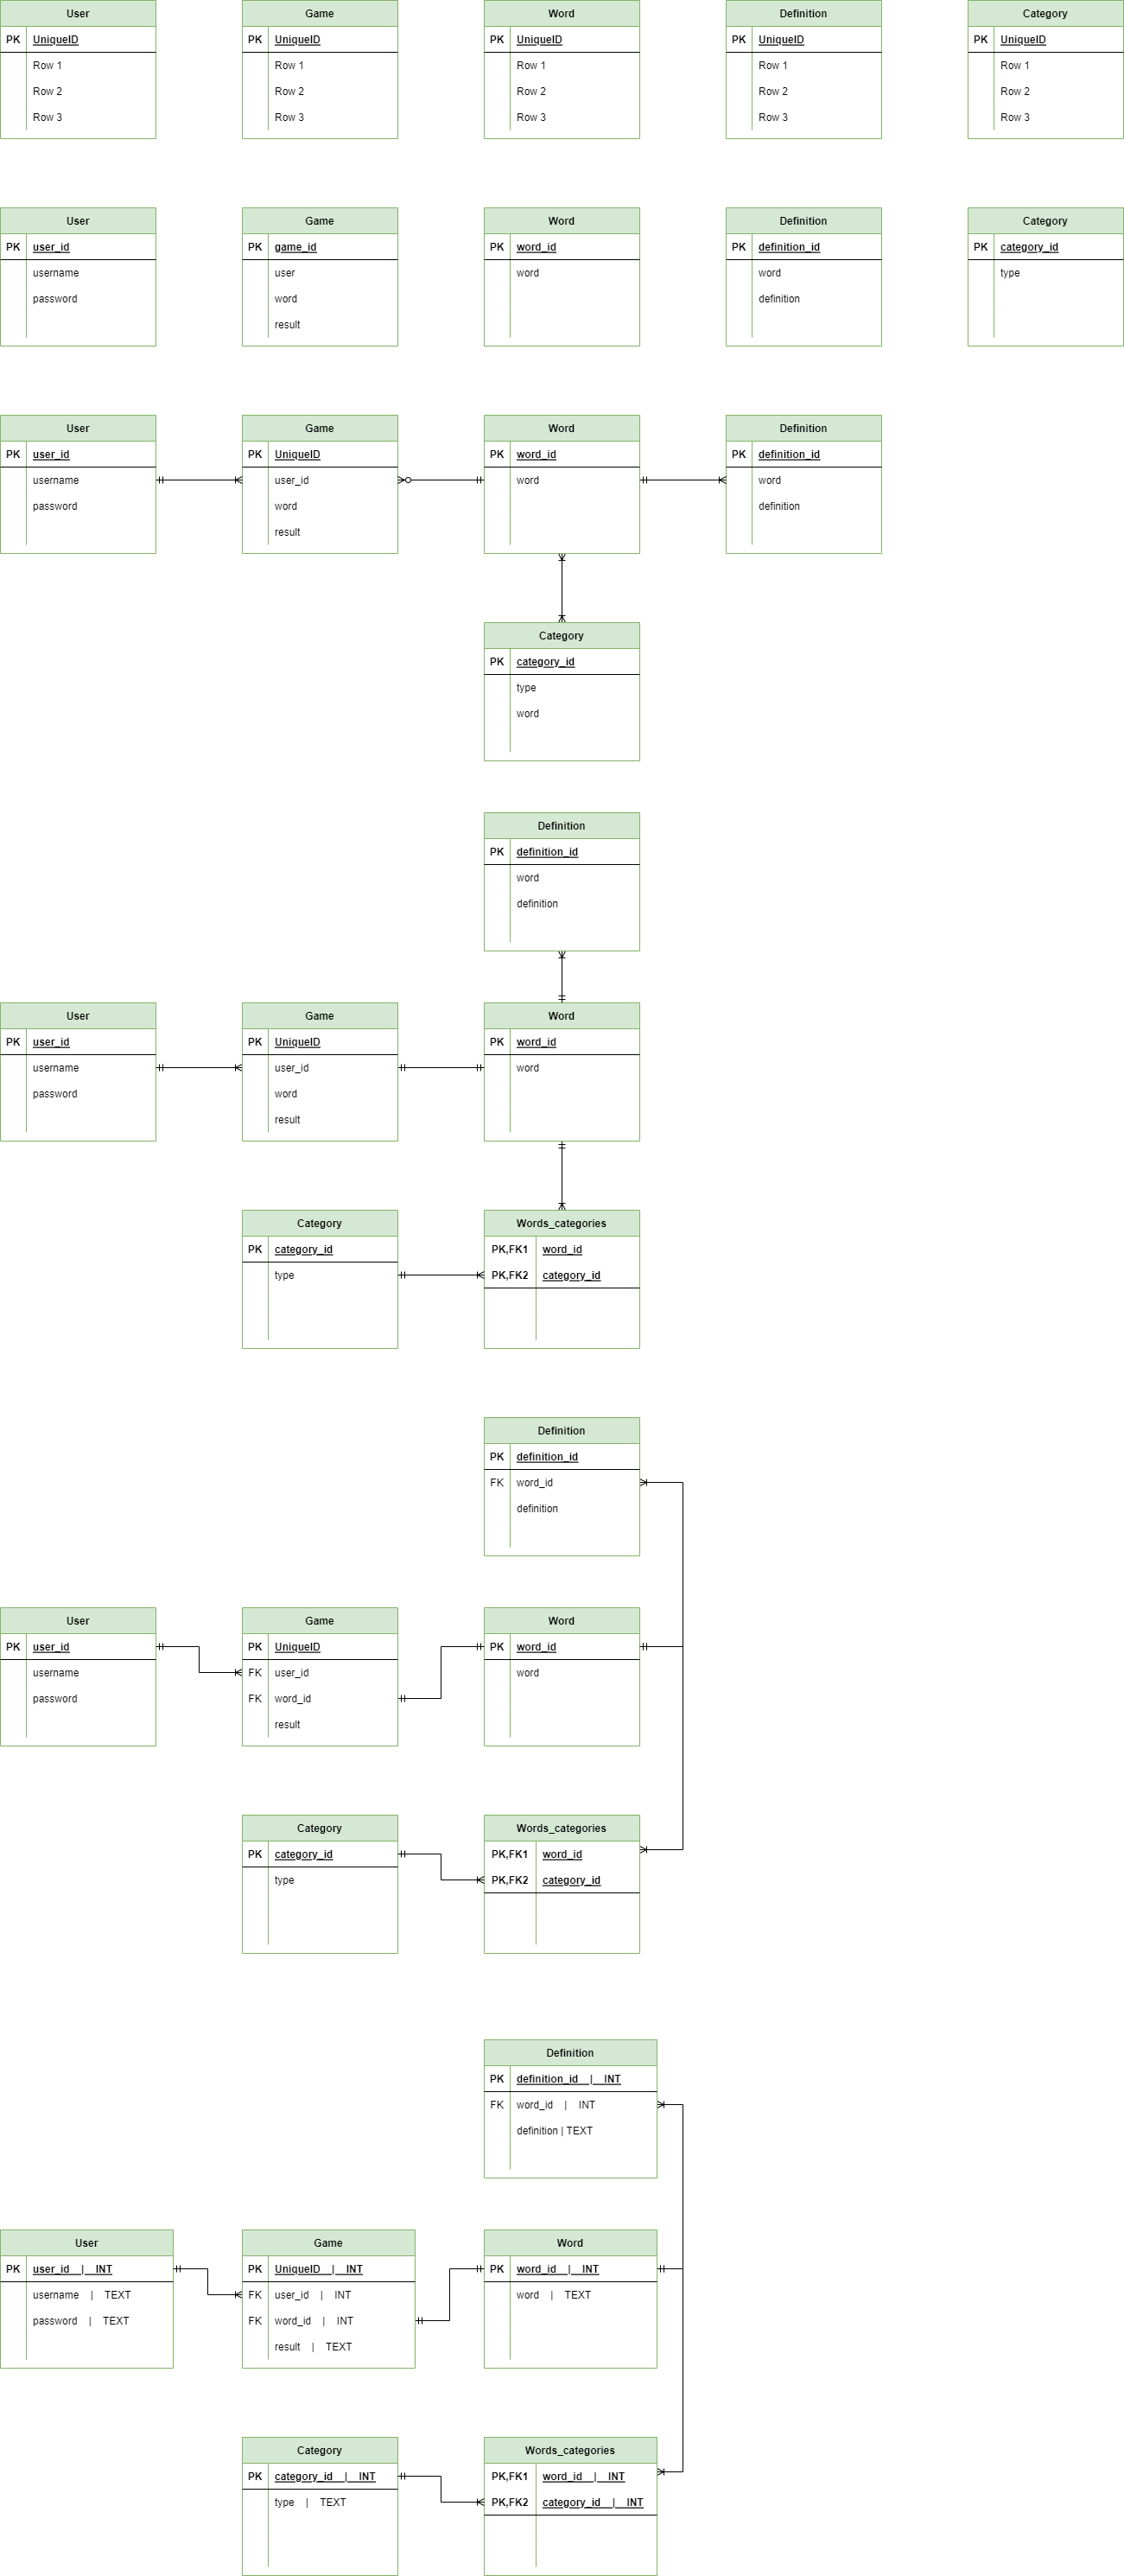 User Game Word Definition Category
PK UniqueID PK UniqueID PK UniqueID PK UniqueID PK UniqueID
Row 1 Row 1 Row 1 Row 1 Row 1
Row 2 Row 2 Row 2 Row 2 Row 2
Row 3 Row 3 Row 3 Row 3 Row 3
User Game Word Definition Category
PK user_id PK game_id PK word_id PK definition_id PK category_id
username user word word type
password word definition
result
User Game Word Definition
PK user_id PK UniqueID PK word_id PK definition_id
username user_id word word
password word definition
result
Category
PK category_id
type
word
Definition
PK definition_id
word
definition
User Game Word
PK user_id PK UniqueID PK word_id
username user_id word
password word
result
Category Words_categories
PK category_id PK,FK1 word_id
type PK,FK2 category_id
Definition
PK definition_id
FK word_id
definition
User Game Word
PK user_id PK UniqueID PK word_id
username FK user_id word
password FK word_id
result
Category Words_categories
PK category_id PK,FK1 word_id
type PK,FK2 category_id
Definition
PK definition_id | INT
FK word_id | INT
definition | TEXT
User Game Word
PK user_id | INT PK UniqueID | INT PK word_id | INT
username | TEXT FK user_id | INT word | TEXT
password | TEXT FK word_id | INT
result | TEXT
Category Words_categories
PK category_id | INT PK,FK1 word_id | INT
type | TEXT PK,FK2 category_id | INT